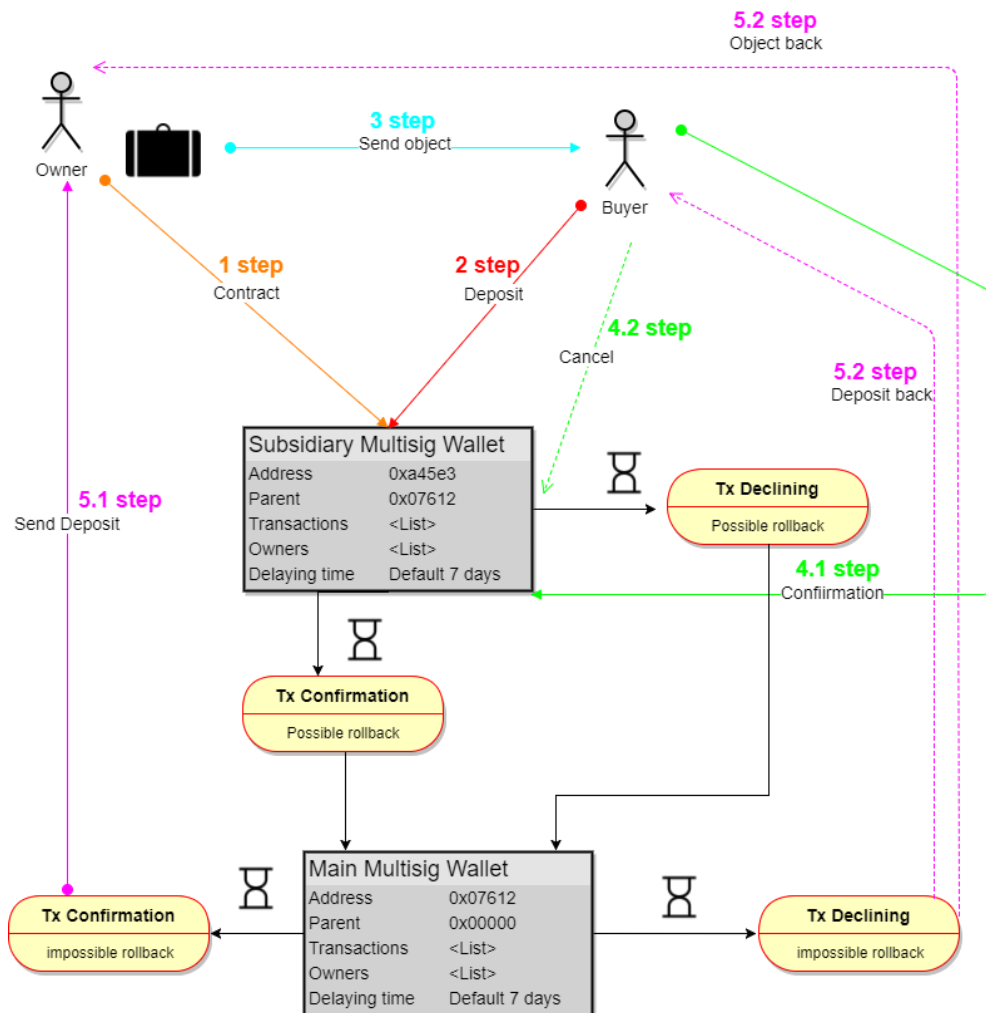 5.2 step
Object back
3 step
Send object
Owner
Buyer
1 step
Contract
2 step
Deposit
4.2 step
Cancel
5.2 step
Deposit back
Subsidiary Multisig Wallet
Address 0xa45e3
Parent 0x07612
Transactions <List>
Owners <List>
Delaying time Default 7 days
Tx Declining
Possible rollback
5.1 step
Send Deposit
4.1 step
Confiirmation
Tx Confirmation
Possible rollback
Main Multisig Wallet
Address 0x07612
Parent 0x00000
Transactions <List>
Owners <List>
Delaying time Default 7 days
Tx Confirmation
impossible rollback
Tx Declining
impossible rollback